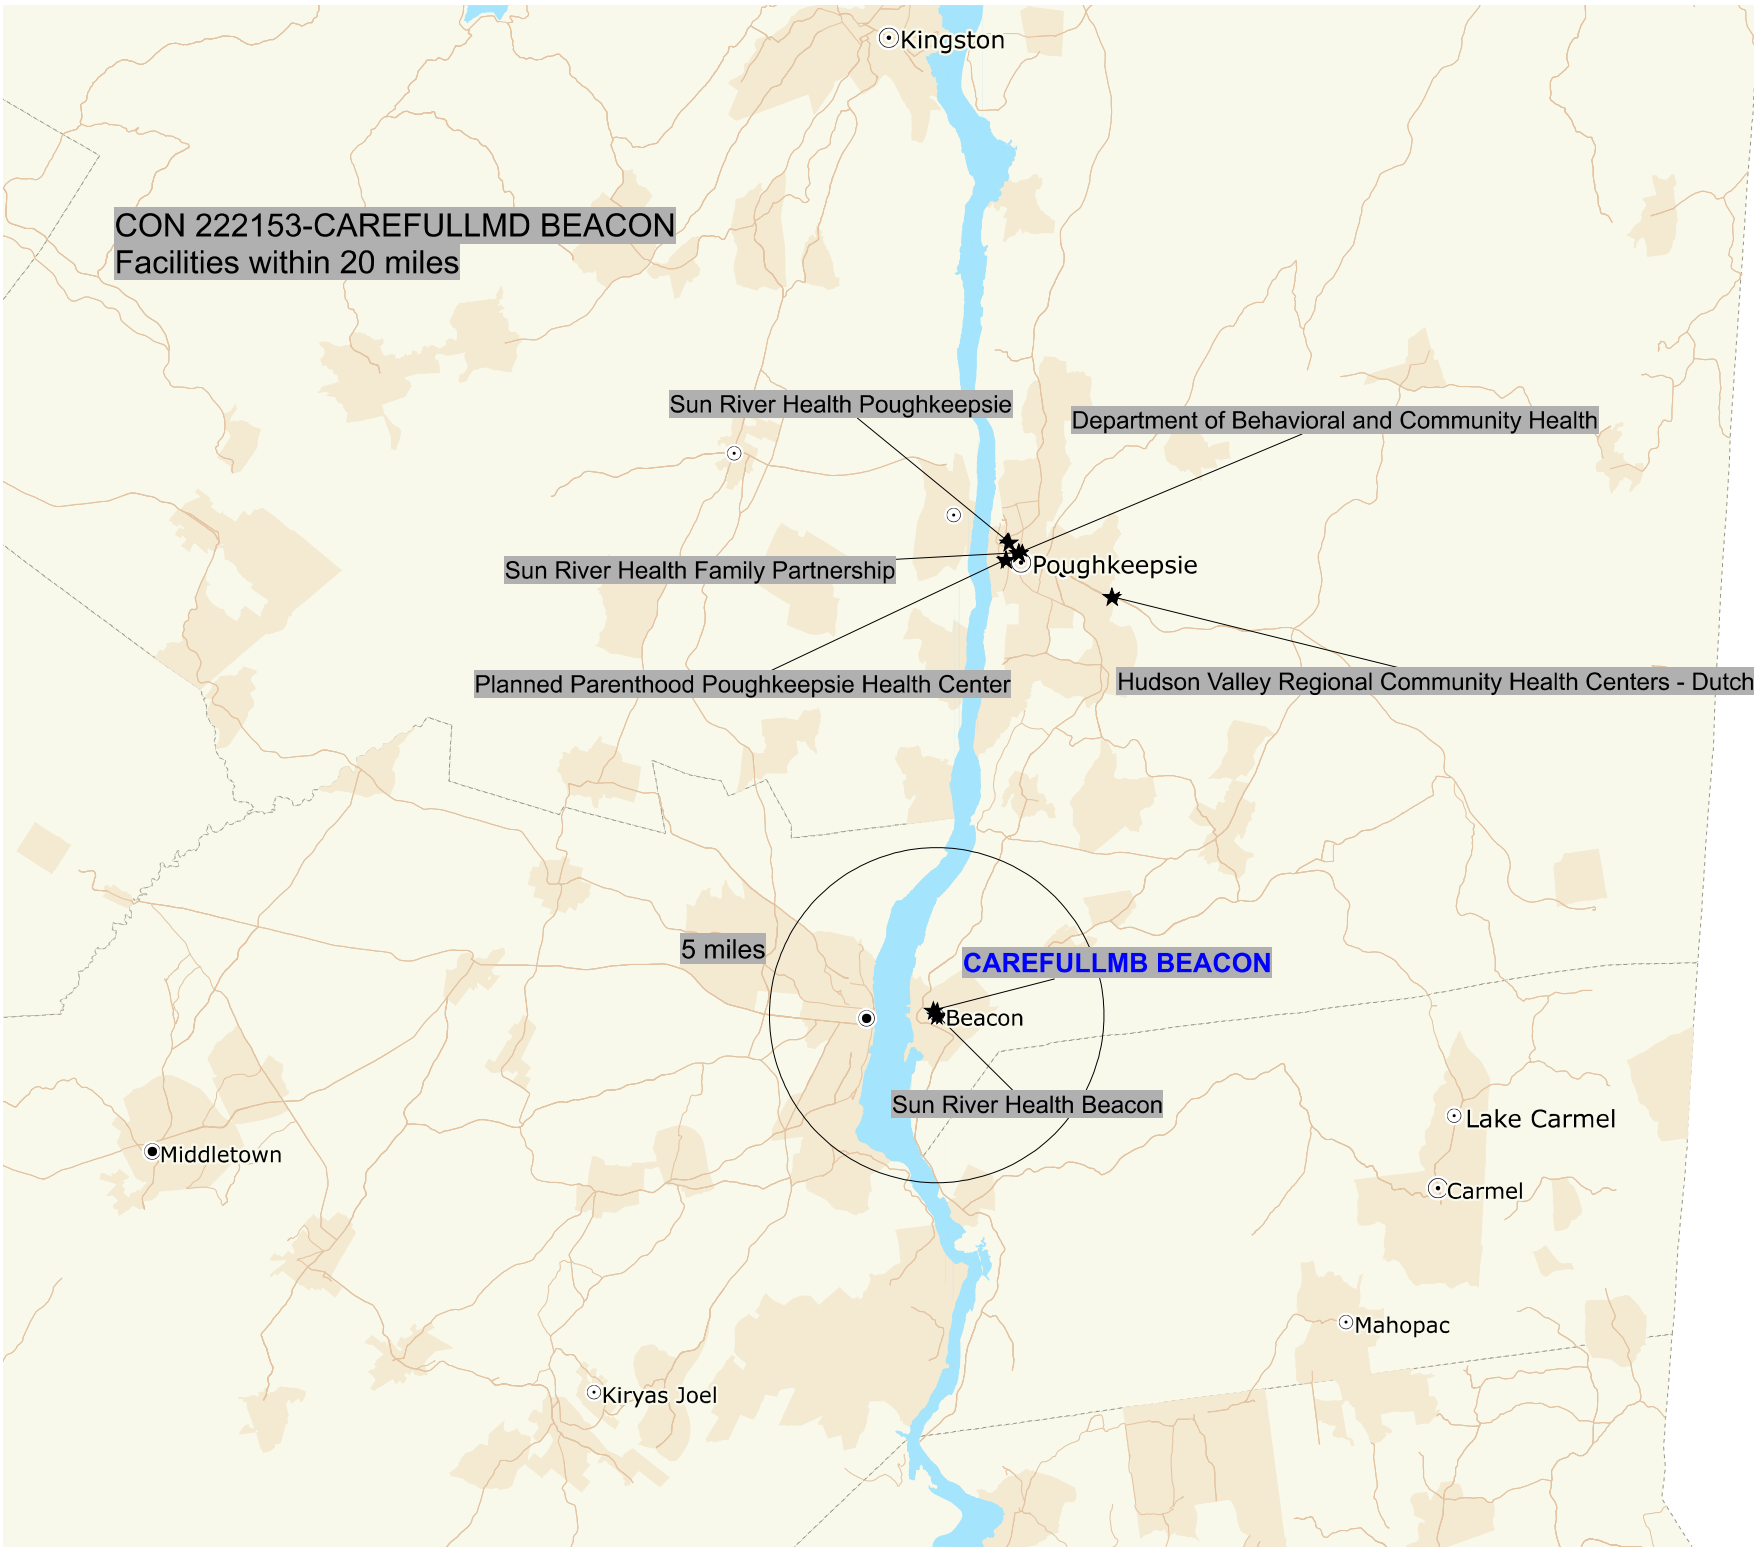 Kingston
CON 222153-CAREFULLMD BEACON
Facilities within 20 miles
Sun River Health Poughkeepsie
Department of Behavioral and Community Health
Sun River Health Family Partnership
Poughkeepsie
Planned Parenthood Poughkeepsie Health Center
Hudson Valley Regional Community Health Centers - Dutch
5 miles
CAREFULLMB BEACON
Beacon
Sun River Health Beacon
Lake Carmel
Middletown
Carmel
Mahopac
Kiryas Joel